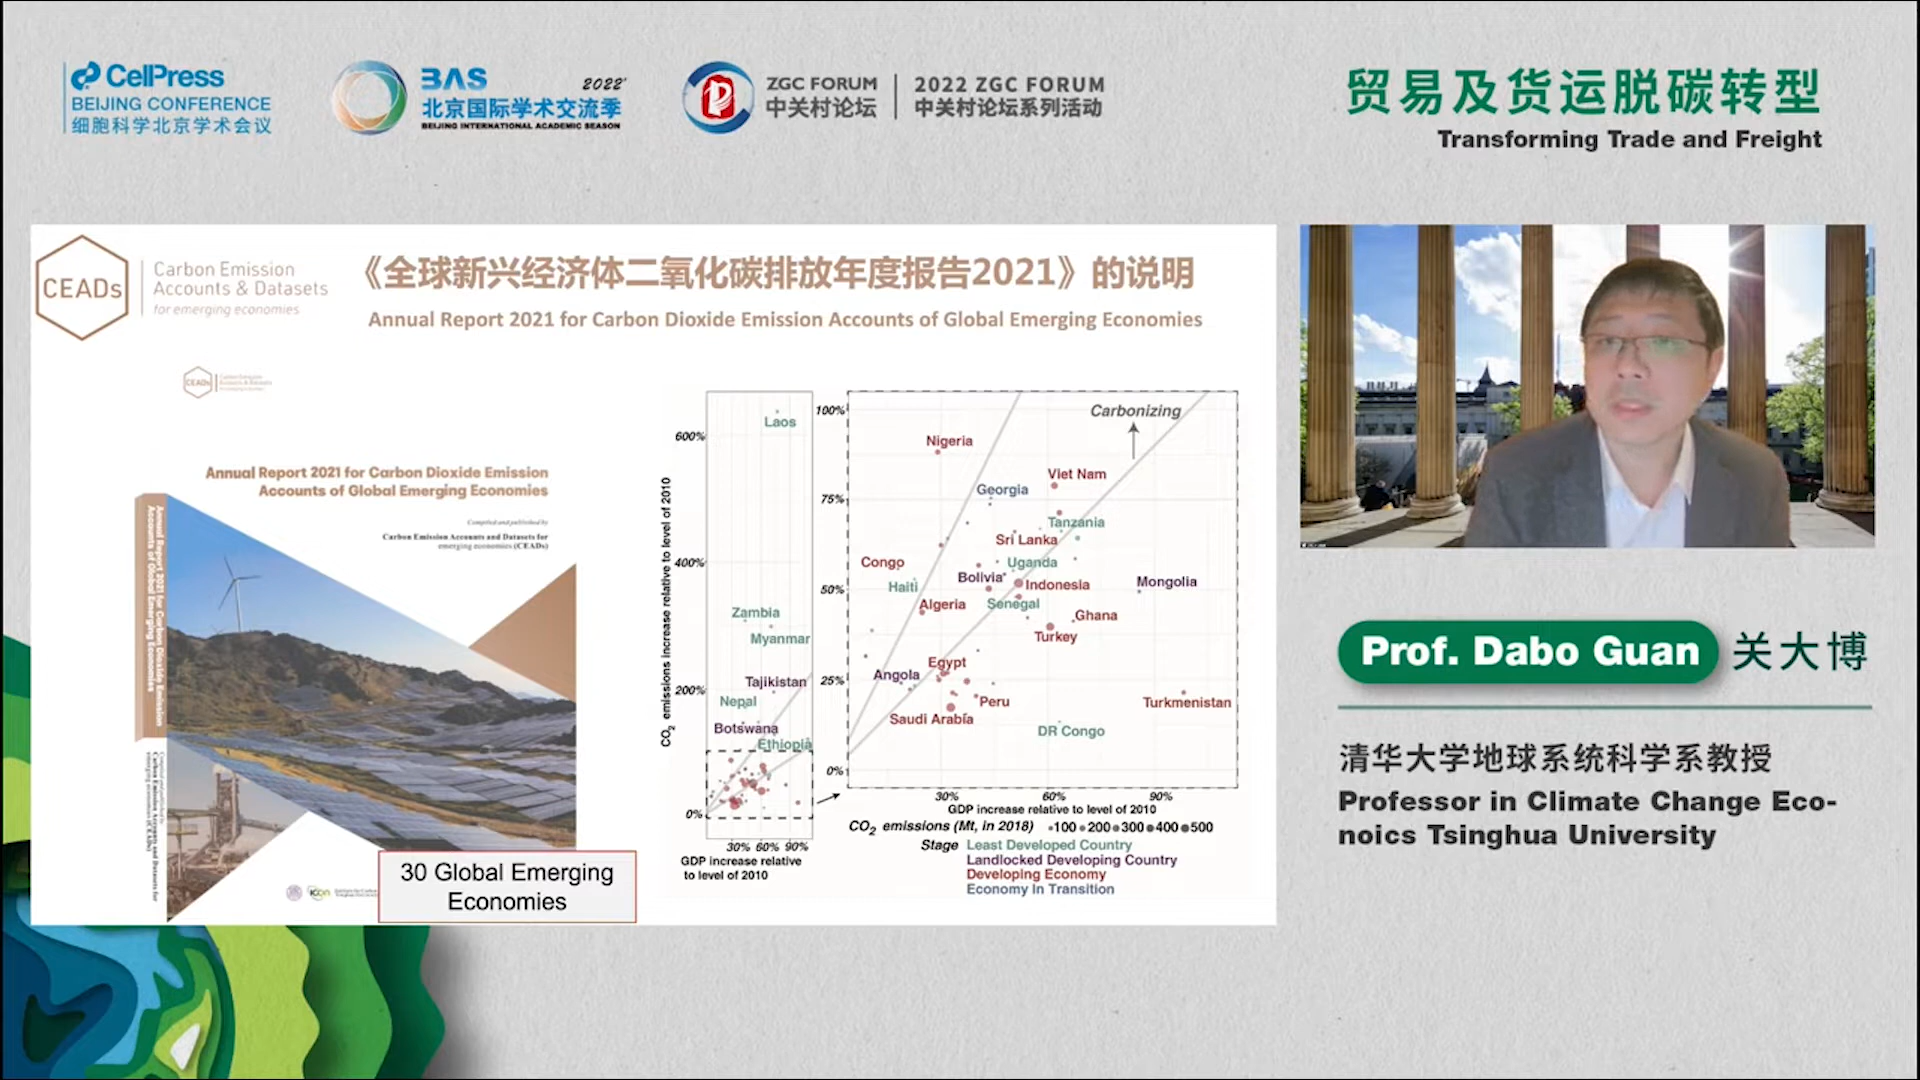 CellPress
BEIJING CONFERENCE
细胞科学北京学术会议
BAS 2022
北京国际学术交流季
BEIJING INTERNATIONAL ACADEMIC SEASON
ZGC FORUM
中关村论坛
2022 ZGC FORUM
中关村论坛系列活动
贸易及货运脱碳转型
Transforming Trade and Freight
CEADs
Carbon Emission
Accounts & Datasets
for emerging economies
《全球新兴经济体二氧化碳排放年度报告2021》的说明
Annual Report 2021 for Carbon Dioxide Emission Accounts of Global Emerging Economies
CEADs
Annual Report 2021 for Carbon Dioxide Emission
Accounts of Global Emerging Economies
Compiled and published by
Carbon Emission Accounts and Datasets for
emerging economies (CEADs)
Annual Report 2021 for Carbon Dioxide Emission
Accounts of Global Emerging Economies
30 Global Emerging
Economies
CO2 emissions increase relative to level of 2010
600%
400%
200%
0%
Laos
Zambia
Myanmar
Tajikistan
Nepal
Botswana
Ethiopia
30% 60% 90%
GDP increase relative
to level of 2010
100%
75%
50%
25%
0%
Carbonizing
Nigeria
Viet Nam
Georgia
Tanzania
Sri Lanka
Congo
Uganda
Bolivia
Haiti
Indonesia
Mongolia
Algeria
Senegal
Ghana
Turkey
Egypt
Angola
Peru
Turkmenistan
Saudi Arabia
DR Congo
30% 60% 90%
GDP increase relative to level of 2010
CO2 emissions (Mt, in 2018) 100 200 300 400 500
Stage Least Developed Country
Landlocked Developing Country
Developing Economy
Economy In Transition
Prof. Dabo Guan 关大博
清华大学地球系统科学系教授
Professor in Climate Change Eco-
noics Tsinghua University